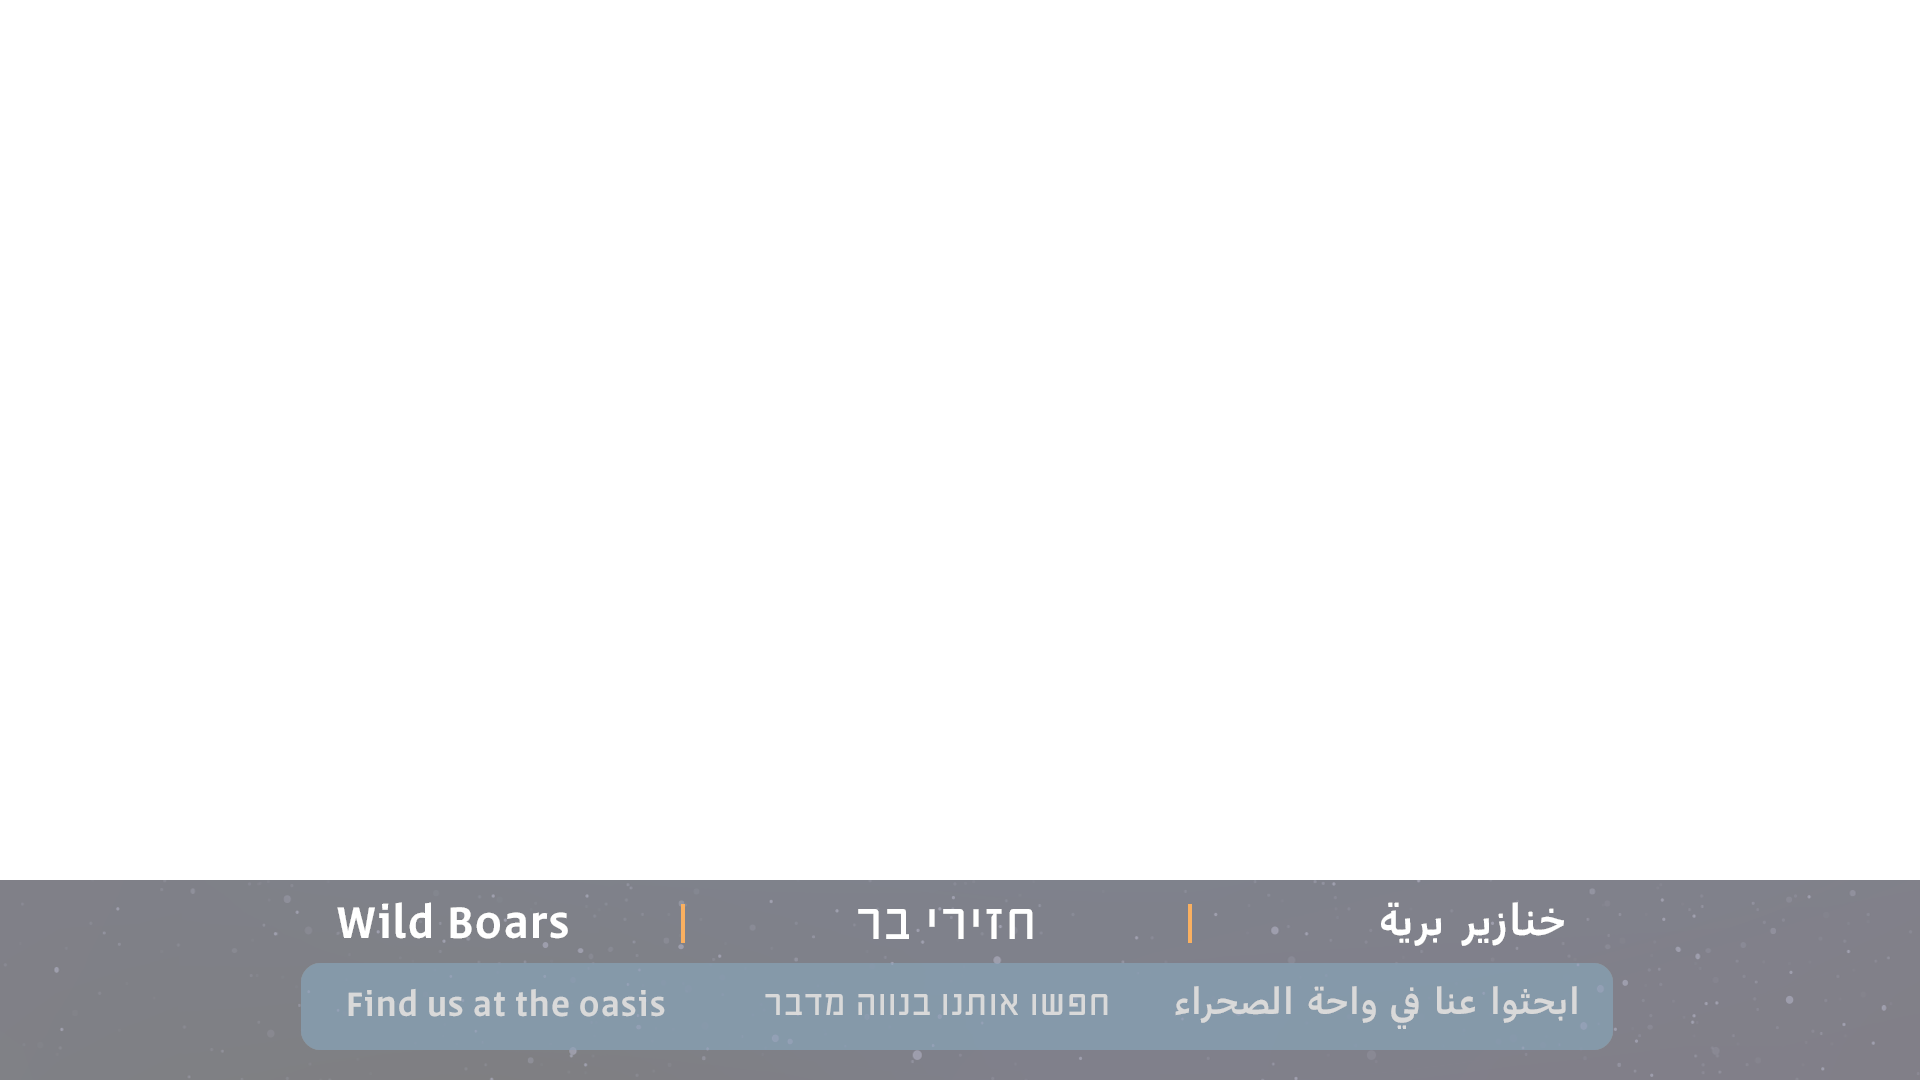 Wild Boars | חזירי בר | خنازير برية
Find us at the oasis חפשו אותנו בנווה מדבר ابحثوا عنا في واحة الصحراء